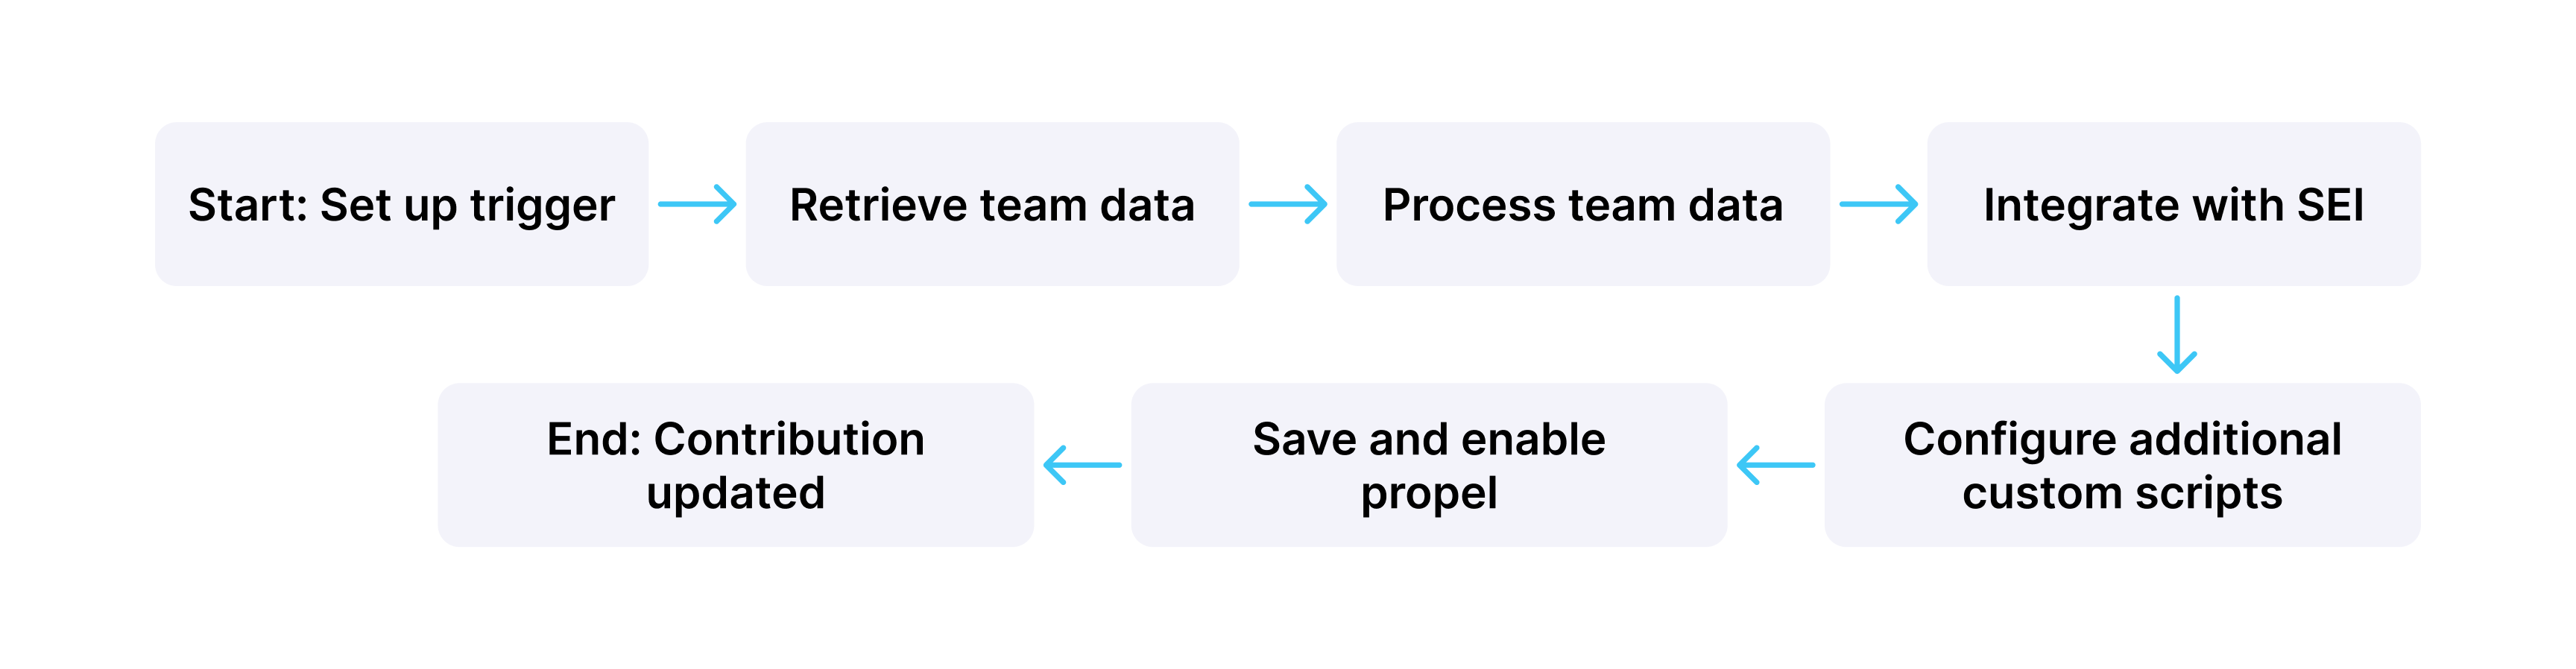 Start: Set up trigger
Retrieve team data
Process team data
Integrate with SEI
Configure additional
custom scripts
Save and enable
propel
End: Contribution
updated